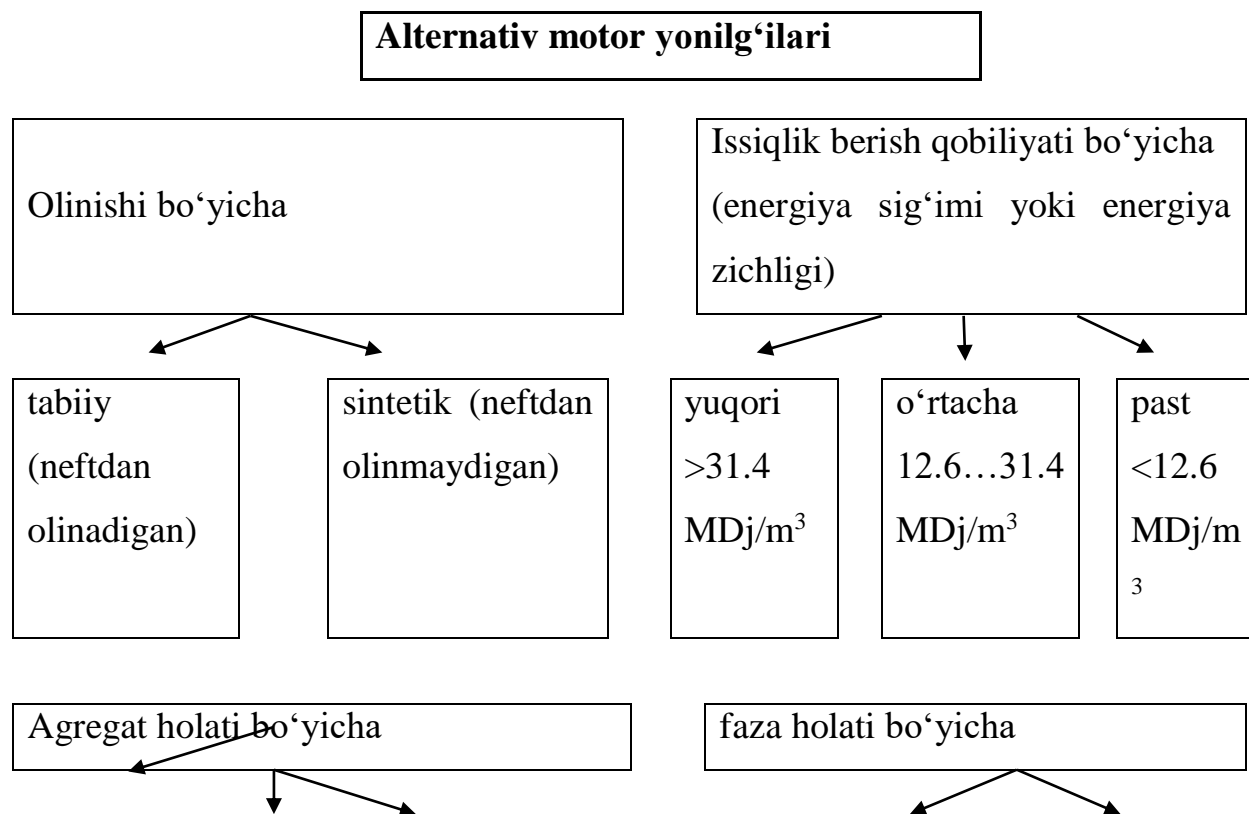 Alternativ motor yonilg‘ilari
Olinishi bo‘yicha
Issiqlik berish qobiliyati bo‘yicha
(energiya sig‘imi yoki energiya
zichligi)
tabiiy
(neftdan
olinadigan)
sintetik (neftdan
olinmaydigan)
yuqori
>31.4
MDj/m³
o‘rtacha
12.6…31.4
MDj/m³
past
<12.6
MDj/m
³
Agregat holati bo‘yicha
faza holati bo‘yicha